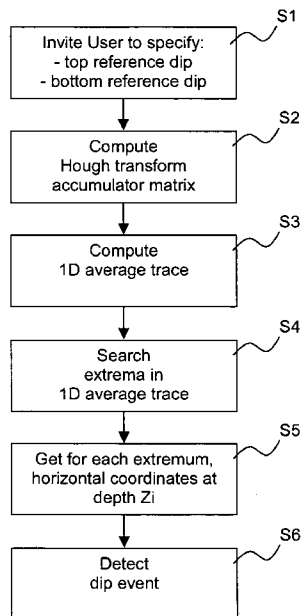 S1
Invite User to specify:
- top reference dip
- bottom reference dip
S2
Compute
Hough transform
accumulator matrix
S3
Compute
1D average trace
S4
Search
extrema in
1D average trace
S5
Get for each extremum,
horizontal coordinates at
depth Zi
S6
Detect
dip event